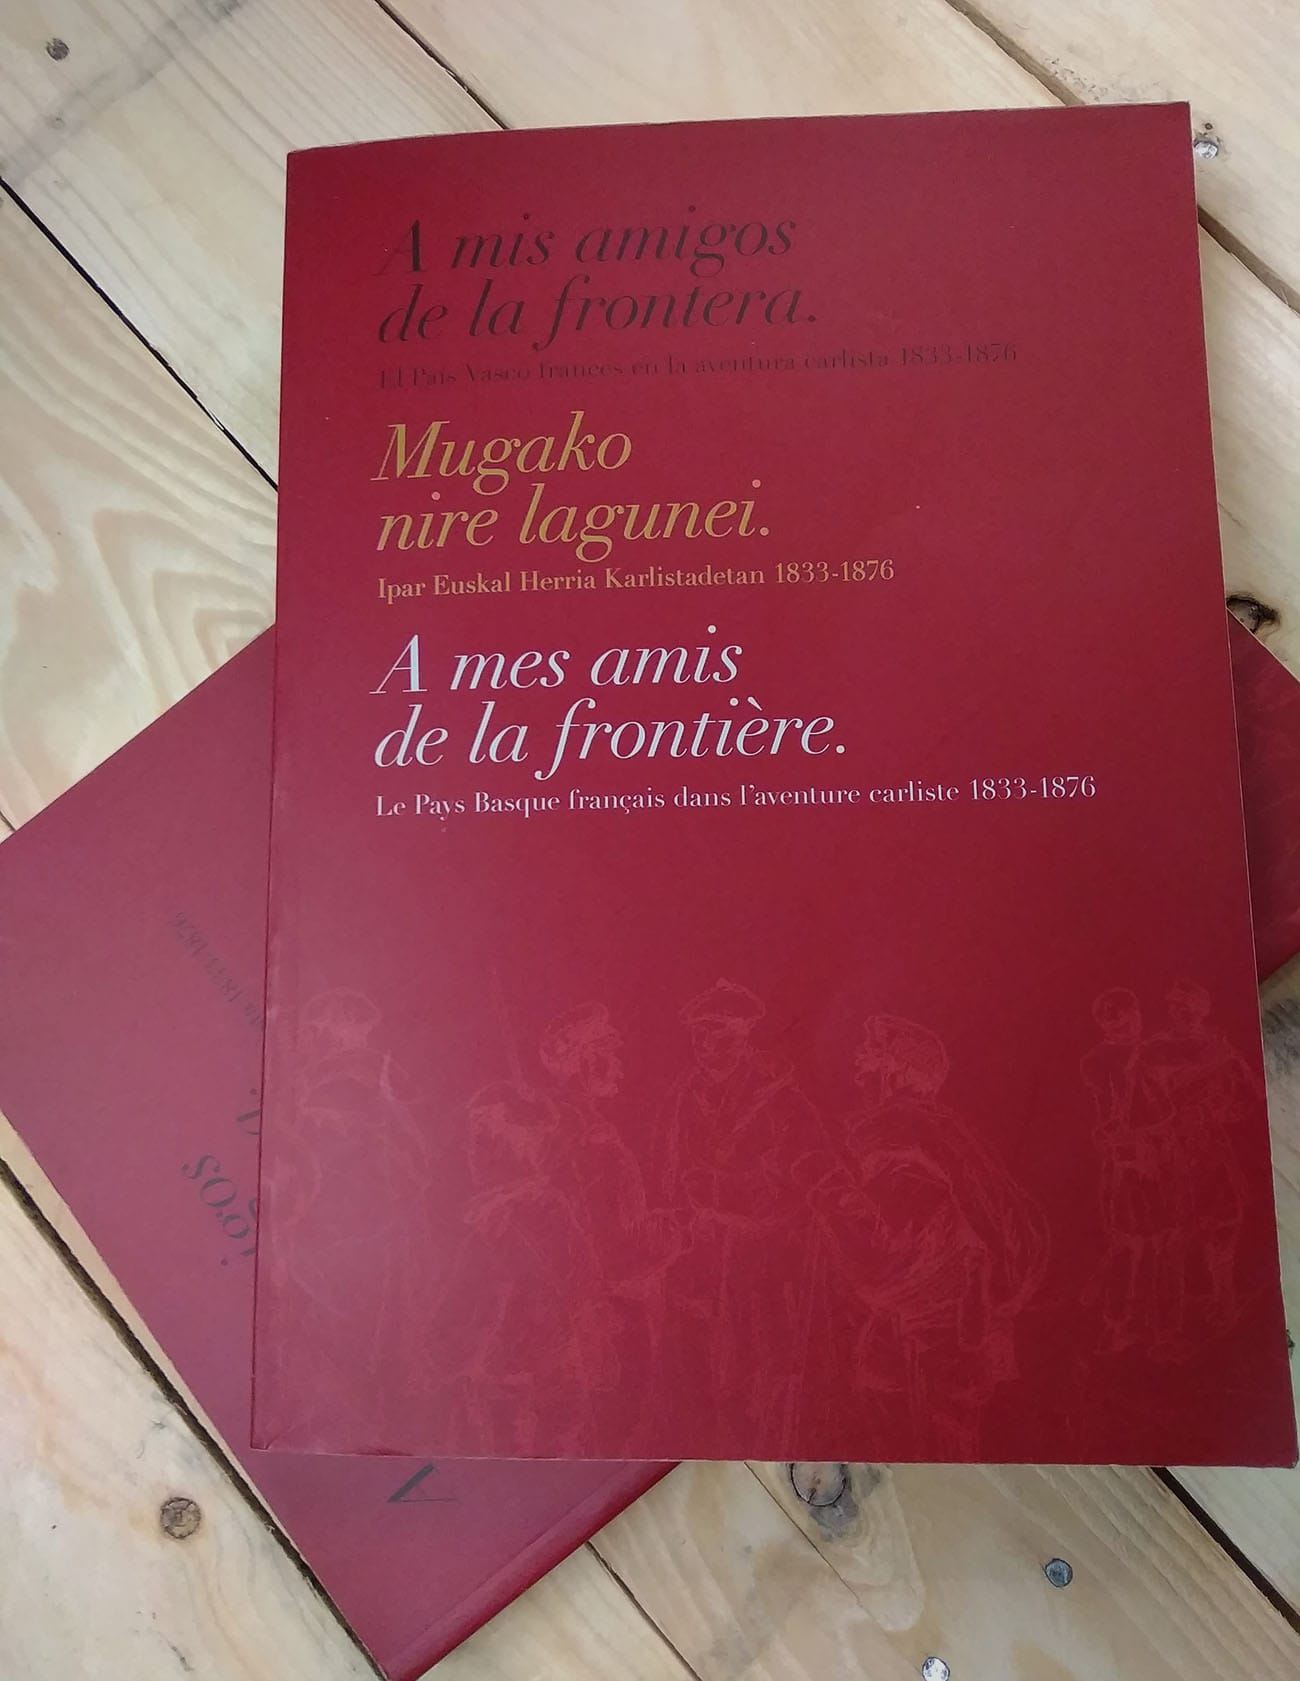 A mis amigos
de la frontera.
El País Vasco francés en la aventura carlista 1833-1876
Mugako
nire lagunei.
Ipar Euskal Herria Karlistadetan 1833-1876
A mes amis
de la frontière.
Le Pays Basque français dans l'aventure carliste 1833-1876
1833-1876